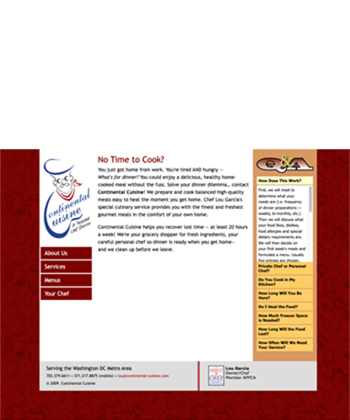 Continental
Cuisine
A Personal
Chef Service
About Us
Services
Menus
Your Chef
No Time to Cook?
You just got home from work. You're tired AND hungry —
What's for dinner? You could enjoy a delicious, healthy home-
cooked meal without the fuss. Solve your dinner dilemma... contact
Continental Cuisine! We prepare and cook balanced high-quality
meals easy to heat the moment you get home. Chef Lou Garcia's
special culinary service provides you with the finest and freshest
gourmet meals in the comfort of your own home.
Continental Cuisine helps you recover lost time — at least 20 hours
a week! We're your grocery shopper for fresh ingredients, your
careful personal chef so dinner is ready when you get home—
and we clean up before we leave.
Q&A
How Does This Work?
First, we will need to
determine what your
needs are (i.e. frequency
of dinner preparations --
weekly, bi-monthly, etc.).
Then we will discuss what
your food likes, dislikes,
food allergies and special
dietary requirements are.
We will then decide on
your first week's menu and
formulate a menu. Usually
five entrees are chosen
Private Chef or Personal
Chef?
Do You Cook in My
Kitchen?
How Long Will You Be
Here?
Do I Heat the Food?
How Much Freezer Space
is Needed?
How Long Will the Food
Last?
How Often Will We Need
Your Service?
Serving the Washington DC Metro Area
lou@continental-cuisine.com
© 2009. Continental Cuisine
Lou Garcia
Owner/Chef
Member APPCA